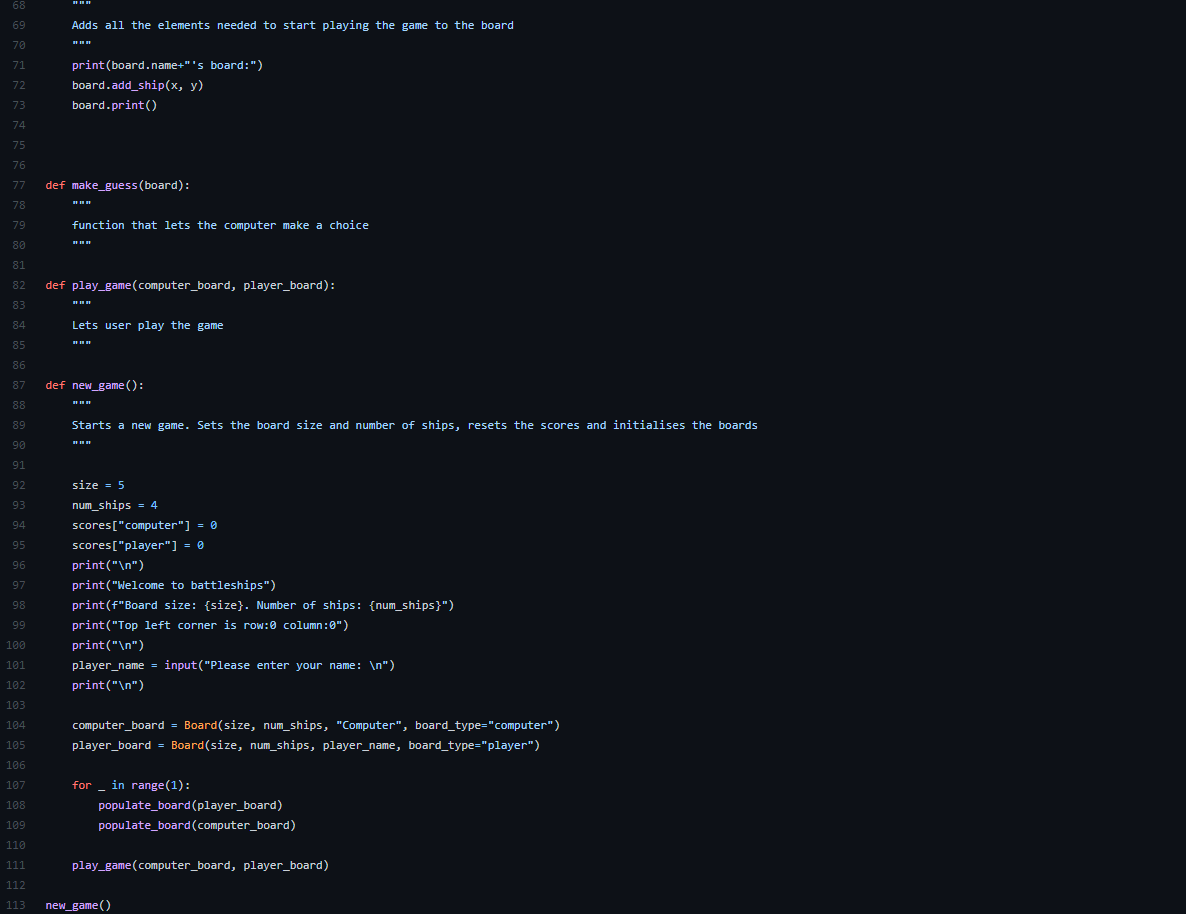 68     """
69     Adds all the elements needed to start playing the game to the board
70     """
71     print(board.name+"'s board:")
72     board.add_ship(x, y)
73     board.print()
74
75
76
77 def make_guess(board):
78     """
79     function that lets the computer make a choice
80     """
81
82 def play_game(computer_board, player_board):
83     """
84     Lets user play the game
85     """
86
87 def new_game():
88     """
89     Starts a new game. Sets the board size and number of ships, resets the scores and initialises the boards
90     """
91
92     size = 5
93     num_ships = 4
94     scores["computer"] = 0
95     scores["player"] = 0
96     print("\n")
97     print("Welcome to battleships")
98     print(f"Board size: {size}. Number of ships: {num_ships}")
99     print("Top left corner is row:0 column:0")
100     print("\n")
101     player_name = input("Please enter your name: \n")
102     print("\n")
103
104     computer_board = Board(size, num_ships, "Computer", board_type="computer")
105     player_board = Board(size, num_ships, player_name, board_type="player")
106
107     for _ in range(1):
108         populate_board(player_board)
109         populate_board(computer_board)
110
111     play_game(computer_board, player_board)
112
113 new_game()